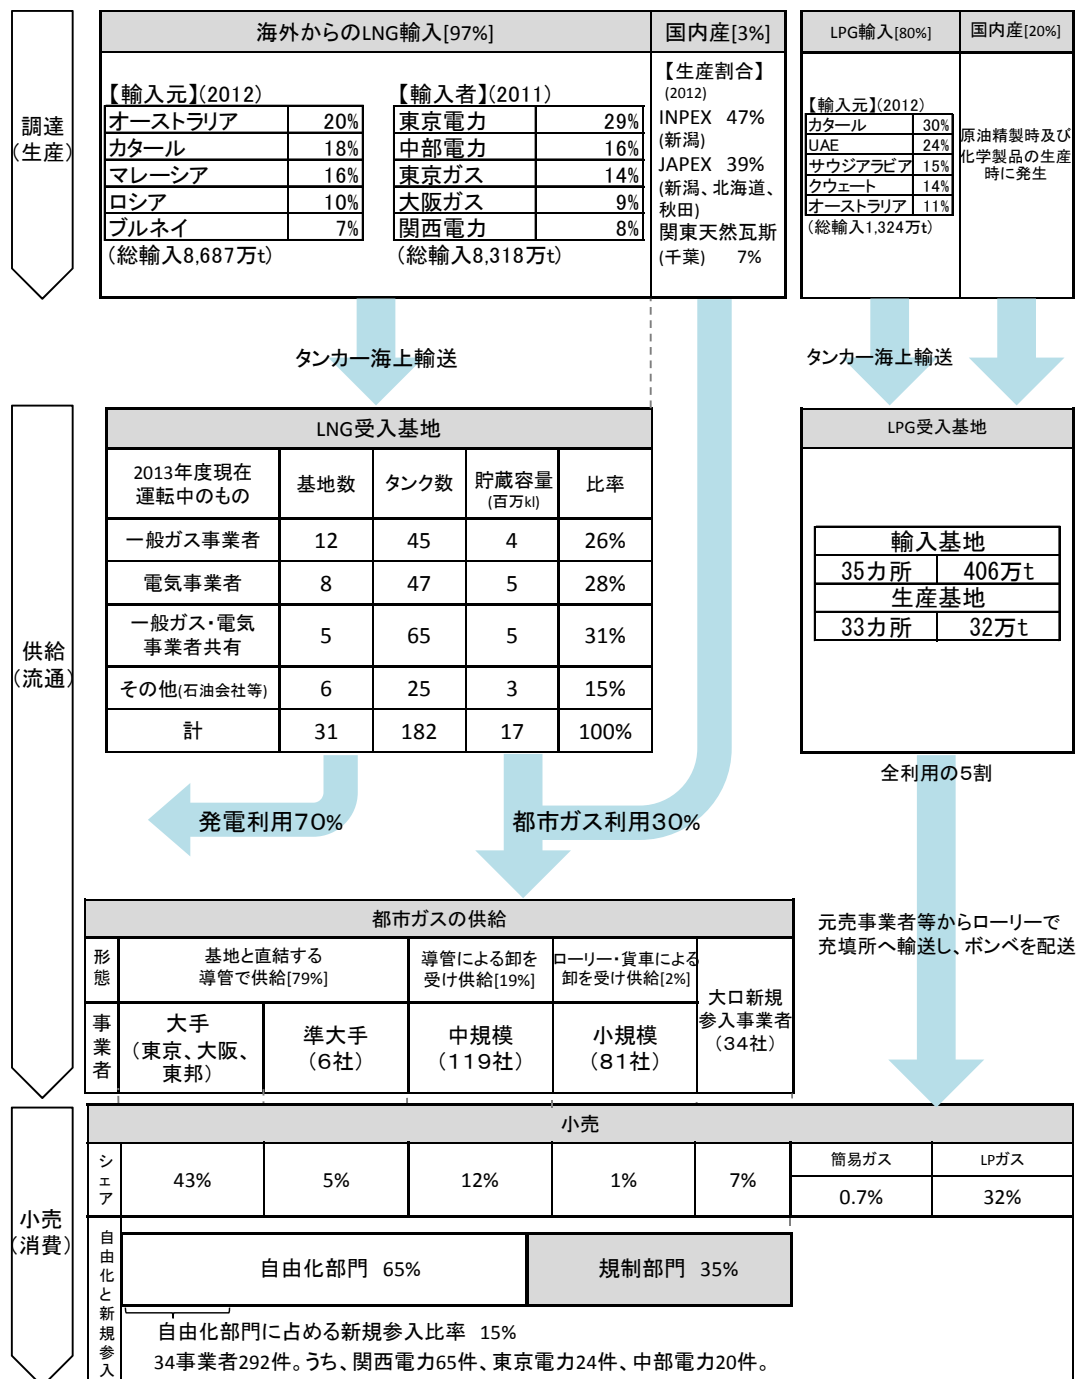 調達
(生産)
海外からのLNG輸入[97%]
国内産[3%]
【輸入元】(2012)
オーストラリア 20%
カタール 18%
マレーシア 16%
ロシア 10%
ブルネイ 7%
(総輸入8,687万t)
【輸入者】(2011)
東京電力 29%
中部電力 16%
東京ガス 14%
大阪ガス 9%
関西電力 8%
(総輸入8,318万t)
【生産割合】
(2012)
INPEX 47%
(新潟)
JAPEX 39%
(新潟、北海道、
秋田)
関東天然瓦斯
(千葉) 7%
LPG輸入[80%]
国内産[20%]
【輸入元】(2012)
カタール 30%
UAE 24%
サウジアラビア 15%
クウェート 14%
オーストラリア 11%
(総輸入1,324万t)
原油精製時及び
化学製品の生産
時に発生
タンカー海上輸送
タンカー海上輸送
供給
(流通)
LNG受入基地
2013年度現在
運転中のもの
基地数 タンク数 貯蔵容量 比率
(百万kl)
一般ガス事業者 12 45 4 26%
電気事業者 8 47 5 28%
一般ガス・電気
事業者共有 5 65 5 31%
その他(石油会社等) 6 25 3 15%
計 31 182 17 100%
LPG受入基地
輸入基地
35カ所 406万t
生産基地
33カ所 32万t
全利用の5割
発電利用70%
都市ガス利用30%
都市ガスの供給
形態
基地と直結する
導管で供給[79%]
導管による卸を
受け供給[19%]
ローリー・貨車による
卸を受け供給[2%]
大口新規
参入事業者
(34社)
事業者
大手
(東京、大阪、
東邦)
準大手
(6社)
中規模
(119社)
小規模
(81社)
元売事業者等からローリーで
充填所へ輸送し、ボンベを配送
小売
(消費)
小売
シェア
43% 5% 12% 1% 7%
簡易ガス LPガス
0.7% 32%
自由化と新規参入
自由化部門 65%
規制部門 35%
自由化部門に占める新規参入比率 15%
34事業者292件。うち、関西電力65件、東京電力24件、中部電力20件。